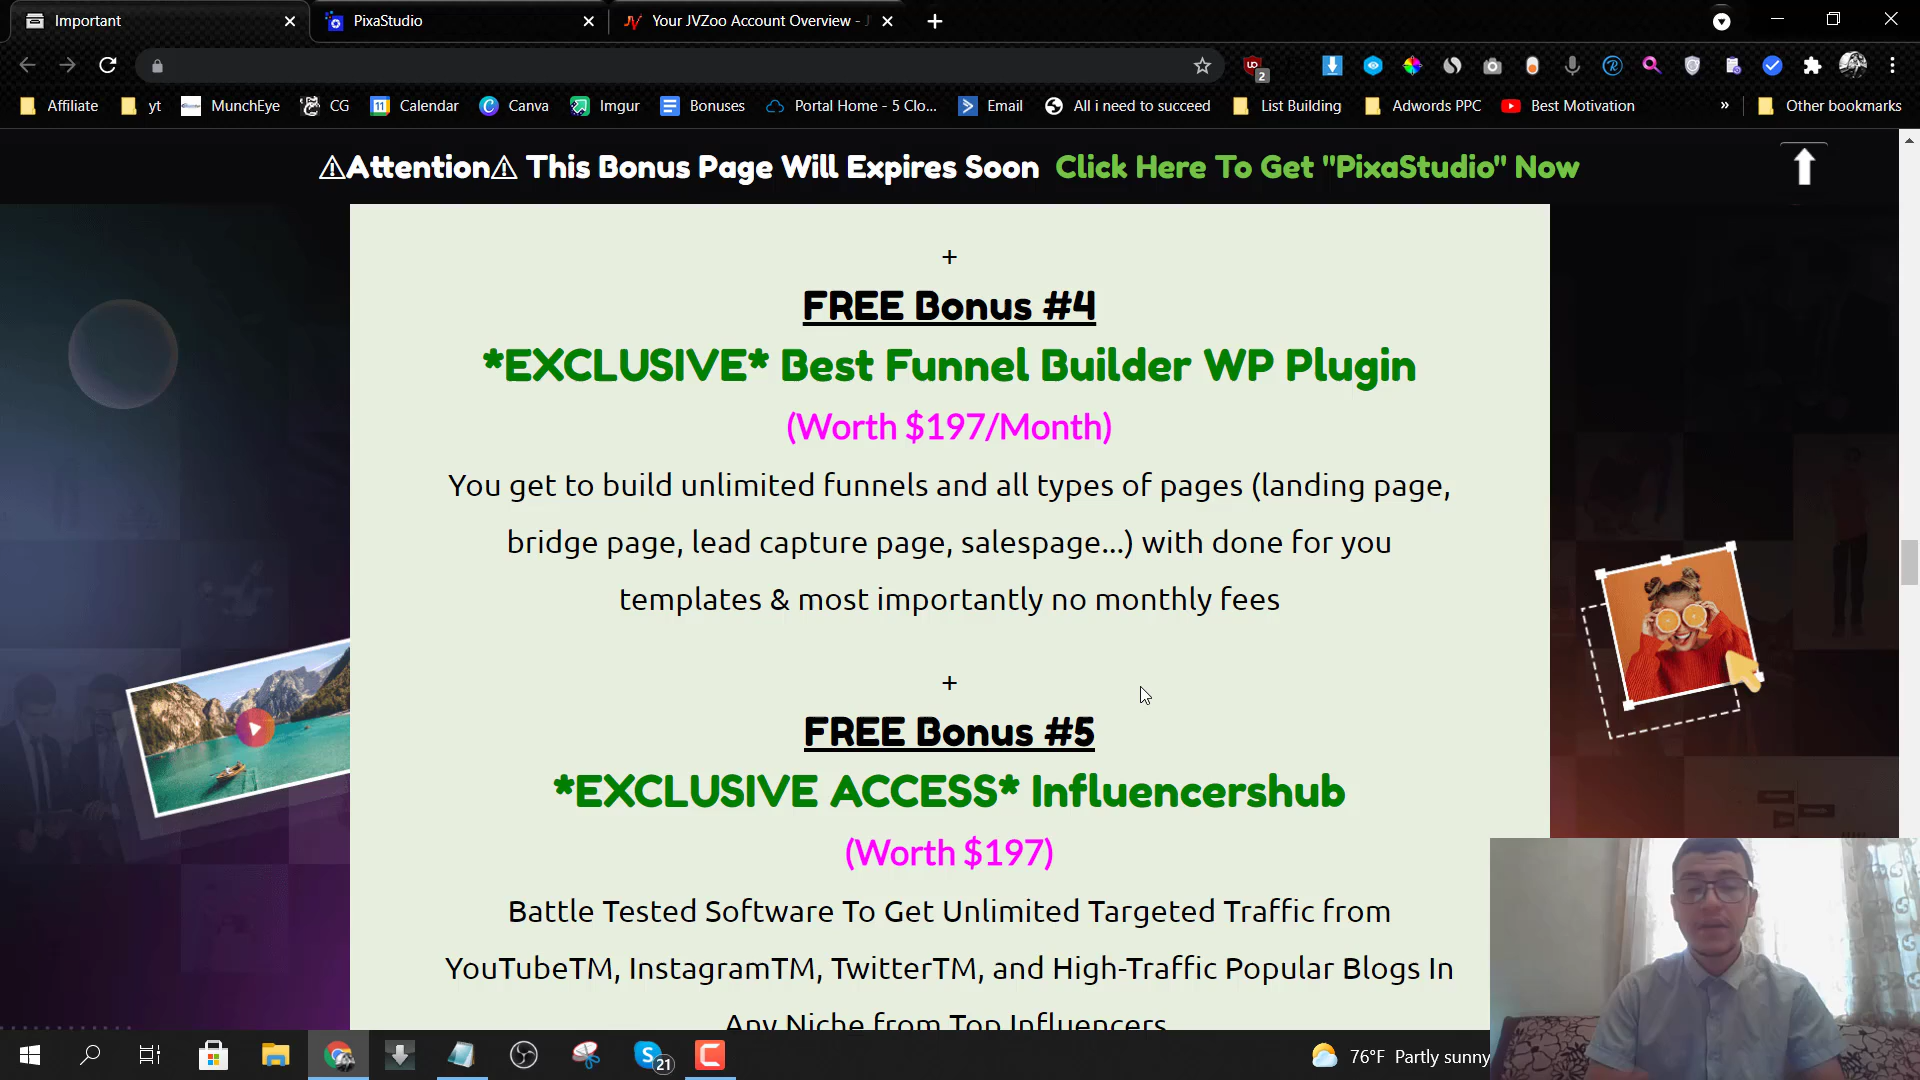 Important
PixaStudio
Your JVZoo Account Overview - J
2
Affiliate
yt
MunchEye
CG
Calendar
Canva
Imgur
Bonuses
Portal Home - 5 Clo...
Email
All i need to succeed
List Building
Adwords PPC
Best Motivation
»
Other bookmarks
⚠Attention⚠ This Bonus Page Will Expires Soon Click Here To Get "PixaStudio" Now
+
FREE Bonus #4
*EXCLUSIVE* Best Funnel Builder WP Plugin
(Worth $197/Month)
You get to build unlimited funnels and all types of pages (landing page,
bridge page, lead capture page, salespage...) with done for you
templates & most importantly no monthly fees
+
FREE Bonus #5
*EXCLUSIVE ACCESS* Influencershub
(Worth $197)
Battle Tested Software To Get Unlimited Targeted Traffic from
YouTubeTM, InstagramTM, TwitterTM, and High-Traffic Popular Blogs In
Any Niche from Top Influencers
21
76°F Partly sunny